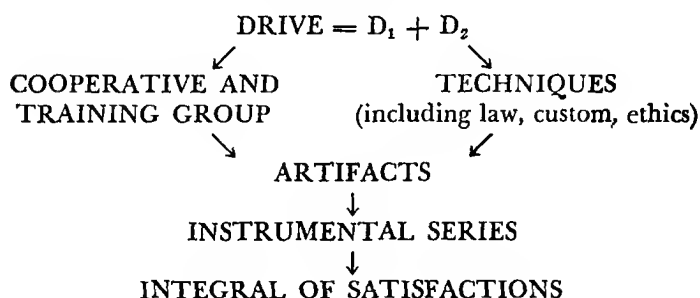 DRIVE = D₁ + D₂
COOPERATIVE AND TRAINING GROUP
TECHNIQUES (including law, custom, ethics)
ARTIFACTS
INSTRUMENTAL SERIES
INTEGRAL OF SATISFACTIONS